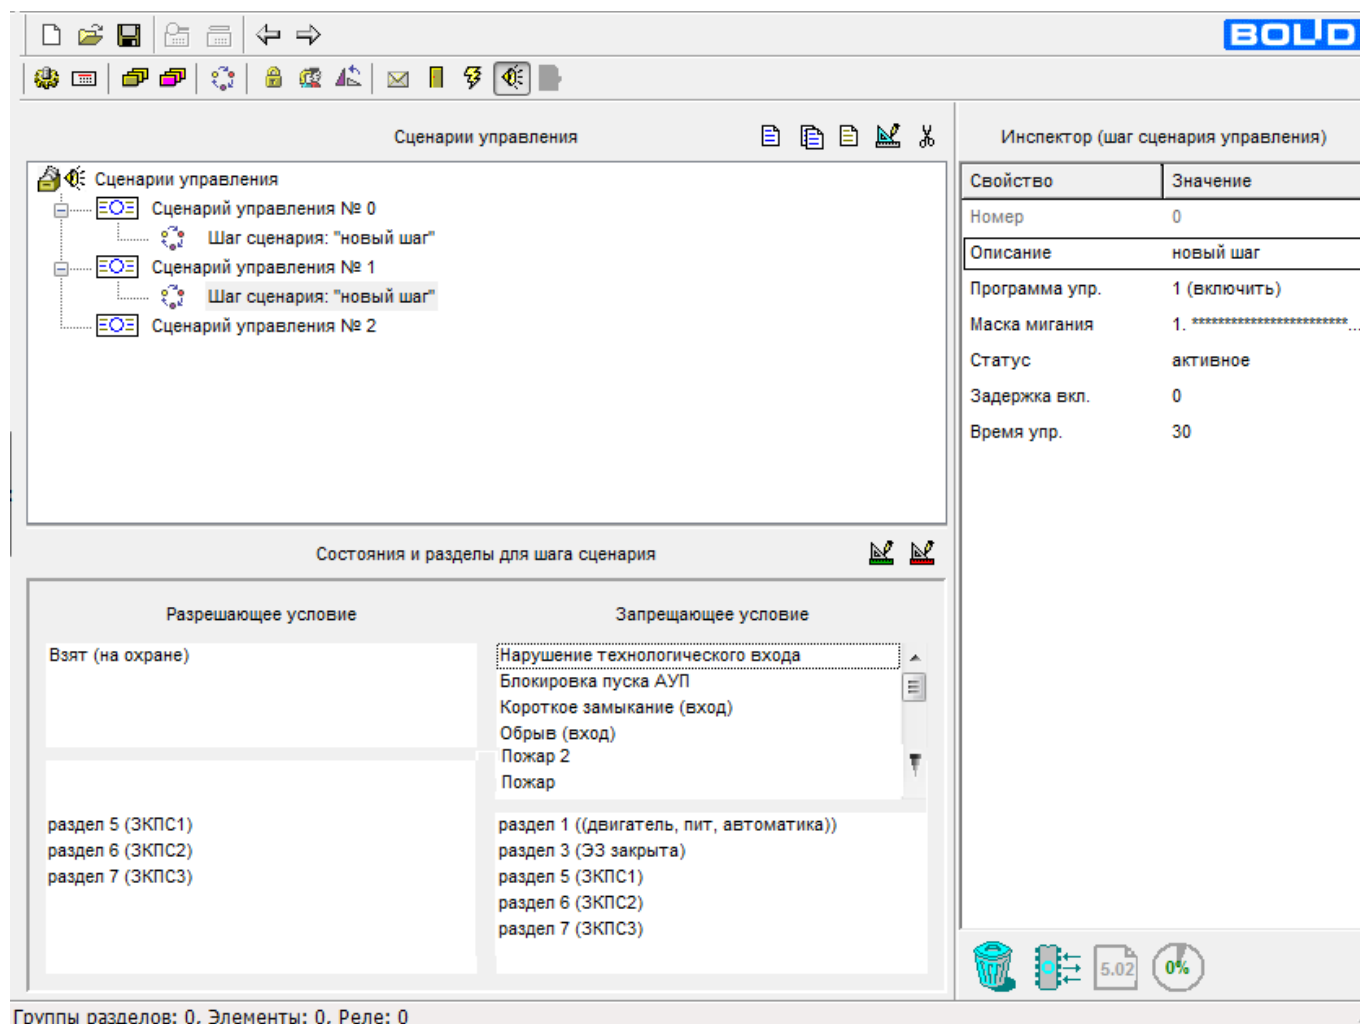 BOLID
Сценарии управления
Инспектор (шаг сценария управления)
Сценарии управления
Сценарий управления № 0
Шаг сценария: "новый шаг"
Сценарий управления № 1
Шаг сценария: "новый шаг"
Сценарий управления № 2
Свойство Значение
Номер 0
Описание новый шаг
Программа упр. 1 (включить)
Маска мигания 1. ************************...
Статус активное
Задержка вкл. 0
Время упр. 30
Состояния и разделы для шага сценария
Разрешающее условие
Взят (на охране)
раздел 5 (ЗКПС1)
раздел 6 (ЗКПС2)
раздел 7 (ЗКПС3)
Запрещающее условие
Нарушение технологического входа
Блокировка пуска АУП
Короткое замыкание (вход)
Обрыв (вход)
Пожар 2
Пожар
раздел 1 ((двигатель, пит, автоматика))
раздел 3 (ЭЗ закрыта)
раздел 5 (ЗКПС1)
раздел 6 (ЗКПС2)
раздел 7 (ЗКПС3)
5.02
0%
Группы разделов: 0, Элементы: 0, Реле: 0